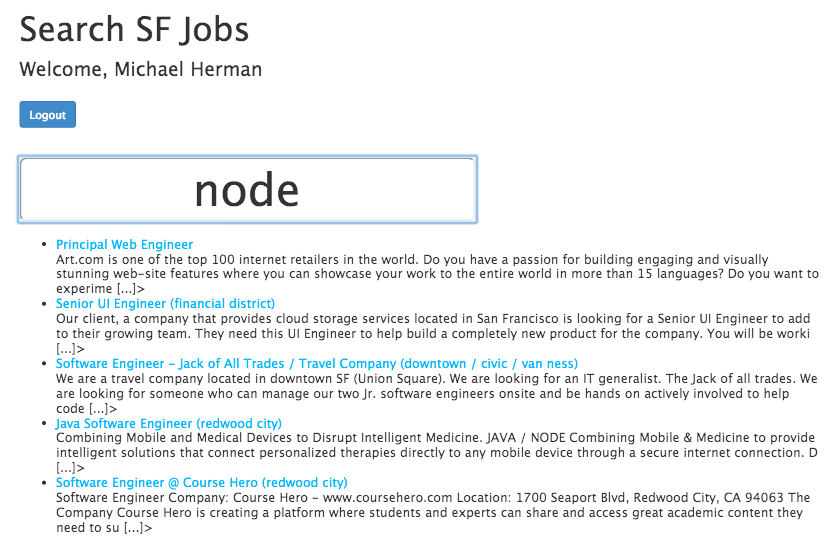 Search SF Jobs
Welcome, Michael Herman
Logout
node
Principal Web Engineer
Art.com is one of the top 100 internet retailers in the world. Do you have a passion for building engaging and visually
stunning web-site features where you can showcase your work to the entire world in more than 15 languages? Do you want to
experime [...]>
Senior UI Engineer (financial district)
Our client, a company that provides cloud storage services located in San Francisco is looking for a Senior UI Engineer to add
to their growing team. They need this UI Engineer to help build a completely new product for the company. You will be worki
[...]>
Software Engineer - Jack of All Trades / Travel Company (downtown / civic / van ness)
We are a travel company located in downtown SF (Union Square). We are looking for an IT generalist. The Jack of all trades. We
are looking for someone who can manage our two Jr. software engineers onsite and be hands on actively involved to help
code [...]>
Java Software Engineer (redwood city)
Combining Mobile and Medical Devices to Disrupt Intelligent Medicine. JAVA / NODE Combining Mobile & Medicine to provide
intelligent solutions that connect personalized therapies directly to any mobile device through a secure internet connection. D
[...]>
Software Engineer @ Course Hero (redwood city)
Software Engineer Company: Course Hero - www.coursehero.com Location: 1700 Seaport Blvd, Redwood City, CA 94063 The
Company Course Hero is creating a platform where students and experts can share and access great academic content they
need to su [...]>